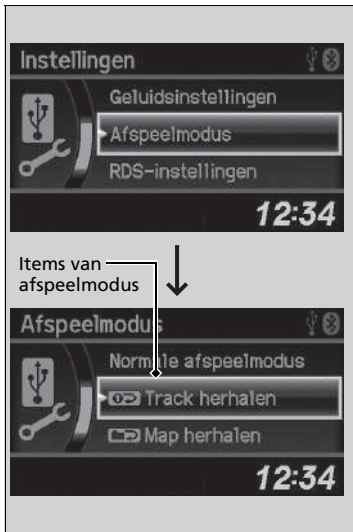 Instellingen
Geluidsinstellingen
Afspeelmodus
RDS-instellingen
12:34
Items van
afspeelmodus
Afspeelmodus
Normale afspeelmodus
Track herhalen
Map herhalen
12:34